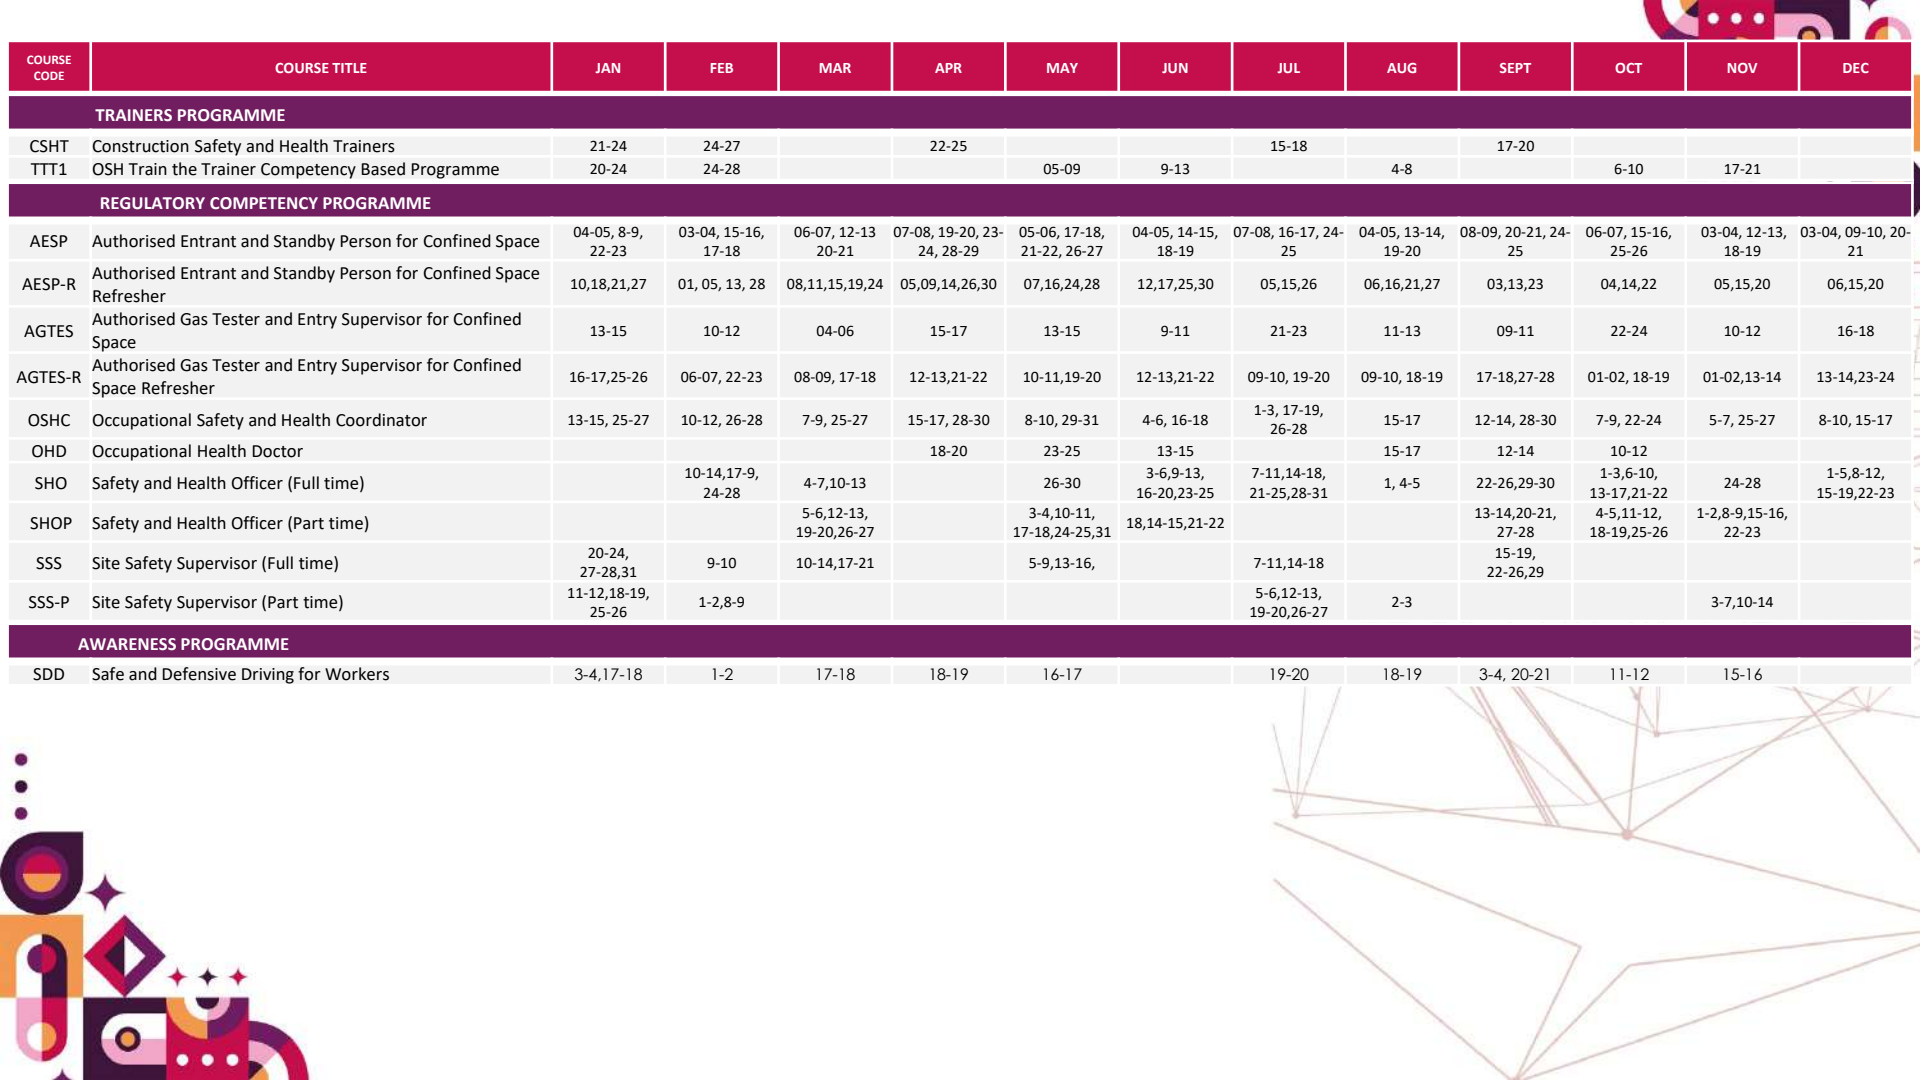 COURSE CODE COURSE TITLE JAN FEB MAR APR MAY JUN JUL AUG SEPT OCT NOV DEC
TRAINERS PROGRAMME
CSHT Construction Safety and Health Trainers 21-24 24-27 22-25 15-18 17-20
TTT1 OSH Train the Trainer Competency Based Programme 20-24 24-28 05-09 9-13 4-8 6-10 17-21
REGULATORY COMPETENCY PROGRAMME
AESP Authorised Entrant and Standby Person for Confined Space 04-05, 8-9, 22-23 03-04, 15-16, 17-18 06-07, 12-13 20-21 07-08, 19-20, 23-24, 28-29 05-06, 17-18, 21-22, 26-27 04-05, 14-15, 18-19 07-08, 16-17, 24-25 04-05, 13-14, 19-20 08-09, 20-21, 24-25 06-07, 15-16, 25-26 03-04, 12-13, 18-19 03-04, 09-10, 20-21
AESP-R Authorised Entrant and Standby Person for Confined Space Refresher 10,18,21,27 01, 05, 13, 28 08,11,15,19,24 05,09,14,26,30 07,16,24,28 12,17,25,30 05,15,26 06,16,21,27 03,13,23 04,14,22 05,15,20 06,15,20
AGTES Authorised Gas Tester and Entry Supervisor for Confined Space 13-15 10-12 04-06 15-17 13-15 9-11 21-23 11-13 09-11 22-24 10-12 16-18
AGTES-R Authorised Gas Tester and Entry Supervisor for Confined Space Refresher 16-17,25-26 06-07, 22-23 08-09, 17-18 12-13,21-22 10-11,19-20 12-13,21-22 09-10, 19-20 09-10, 18-19 17-18,27-28 01-02, 18-19 01-02,13-14 13-14,23-24
OSHC Occupational Safety and Health Coordinator 13-15, 25-27 10-12, 26-28 7-9, 25-27 15-17, 28-30 8-10, 29-31 4-6, 16-18 1-3, 17-19, 26-28 15-17 12-14, 28-30 7-9, 22-24 5-7, 25-27 8-10, 15-17
OHD Occupational Health Doctor 18-20 23-25 13-15 15-17 12-14 10-12
SHO Safety and Health Officer (Full time) 10-14,17-9, 24-28 4-7,10-13 26-30 3-6,9-13, 16-20,23-25 7-11,14-18, 21-25,28-31 1, 4-5 22-26,29-30 1-3,6-10, 13-17,21-22 24-28 1-5,8-12, 15-19,22-23
SHOP Safety and Health Officer (Part time) 5-6,12-13, 19-20,26-27 3-4,10-11, 17-18,24-25,31 18,14-15,21-22 13-14,20-21, 27-28 4-5,11-12, 18-19,25-26 1-2,8-9,15-16, 22-23
SSS Site Safety Supervisor (Full time) 20-24, 27-28,31 9-10 10-14,17-21 5-9,13-16, 7-11,14-18 15-19, 22-26,29
SSS-P Site Safety Supervisor (Part time) 11-12,18-19, 25-26 1-2,8-9 5-6,12-13, 19-20,26-27 2-3 3-7,10-14
AWARENESS PROGRAMME
SDD Safe and Defensive Driving for Workers 3-4,17-18 1-2 17-18 18-19 16-17 19-20 18-19 3-4, 20-21 11-12 15-16